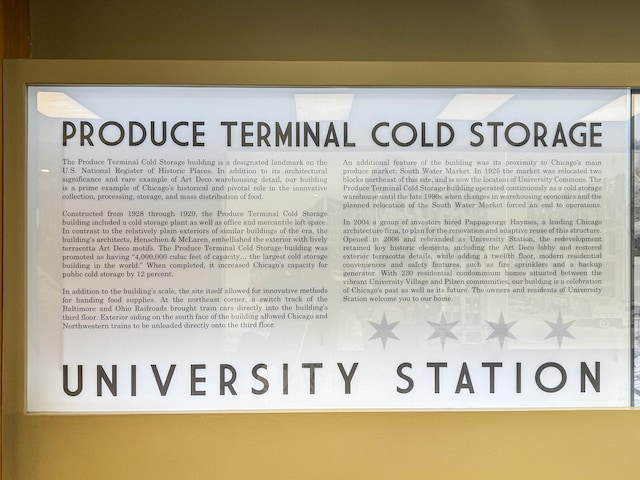 PRODUCE TERMINAL COLD STORAGE
The Produce Terminal Cold Storage building is a designated landmark on the
U.S. National Register of Historic Places. In addition to its architectural
significance and rare example of Art Deco warehousing detail, our building
is a prime example of Chicago's historical and pivotal role in the innovative
collection, processing, storage, and mass distribution of food.
Constructed from 1928 through 1929, the Produce Terminal Cold Storage
building included a cold storage plant as well as office and mercantile loft space.
In contrast to the relatively plain exteriors of similar buildings of the era, the
building's architects, Henschien & McLaren, embellished the exterior with lively
terracotta Art Deco motifs. The Produce Terminal Cold Storage building was
promoted as having "4,000,000 cubic feet of capacity... the largest cold storage
building in the world." When completed, it increased Chicago's capacity for
public cold storage by 12 percent.
In addition to the building's scale, the site itself allowed for innovative methods
for handing food supplies. At the northeast corner, a switch track of the
Baltimore and Ohio Railroads brought train cars directly into the building's
third floor. Exterior siding on the south face of the building allowed Chicago and
Northwestern trains to be unloaded directly onto the third floor.
An additional feature of the building was its proximity to Chicago's main
produce market: South Water Market. In 1925 the market was relocated two
blocks northeast of this side, and is now the location of University Commons. The
Produce Terminal Cold Storage building operated continuously as a cold storage
warehouse until the late 1990s when changes in warehousing economics and the
planned relocation of the South Water Market forced an end to operations.
In 2004 a group of investors hired Pappageorge Haymes, a leading Chicago
architecture firm, to plan for the renovation and adaptive reuse of this structure.
Opened in 2006 and rebranded as University Station, the redevelopment
retained key historic elements, including the Art Deco lobby and restored
exterior terracotta details, while adding a twelfth floor, modern residential
conveniences and safety features, such as fire sprinklers and a backup
generator. With 230 residential condominium homes situated between the
vibrant University Village and Pilsen communities, our building is a celebration
of Chicago's past as well as its future. The owners and residents of University
Station welcome you to our home.
UNIVERSITY STATION